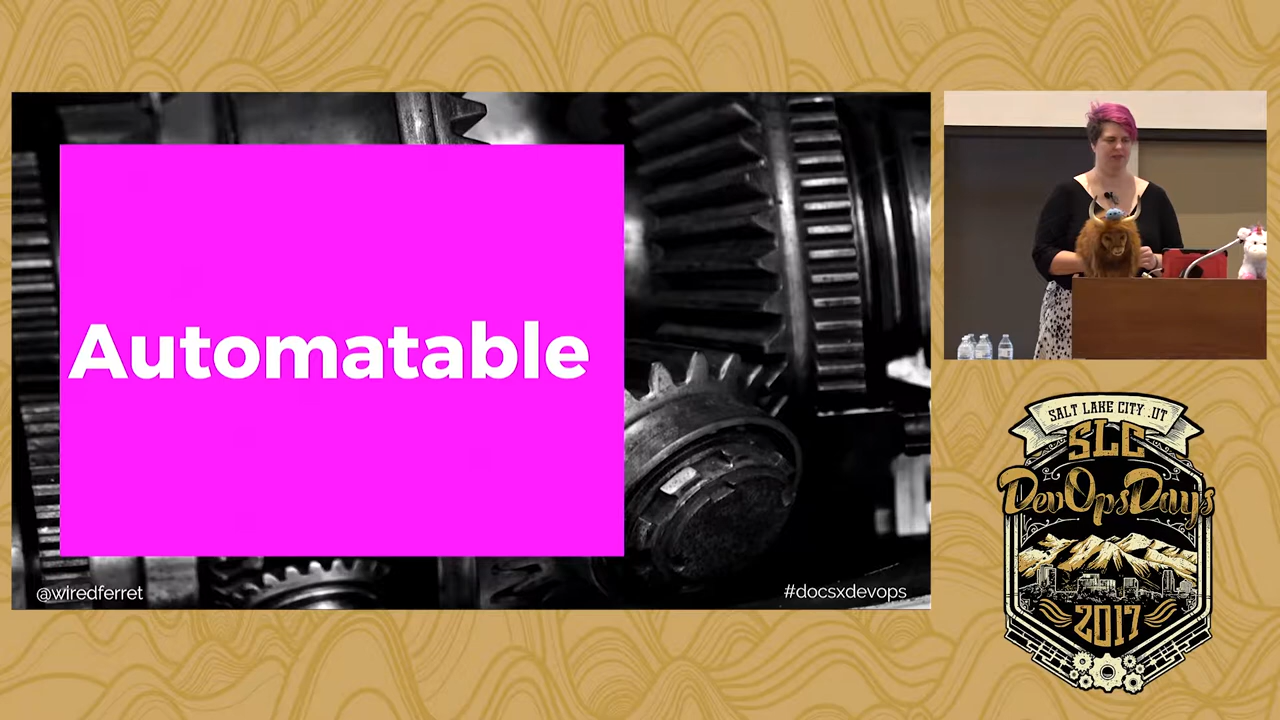 Automatable
@wiredferret
#docsxdevops
SALT LAKE CITY .UT
SLC
DevOpsDays
2017